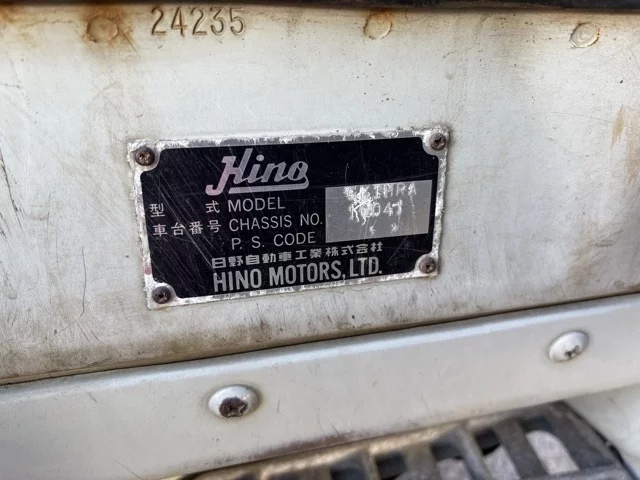 24235
Hino
型 式 MODEL
車台番号 CHASSIS NO.
P. S. CODE * *
日野自動車工業株式会社
HINO MOTORS, LTD.